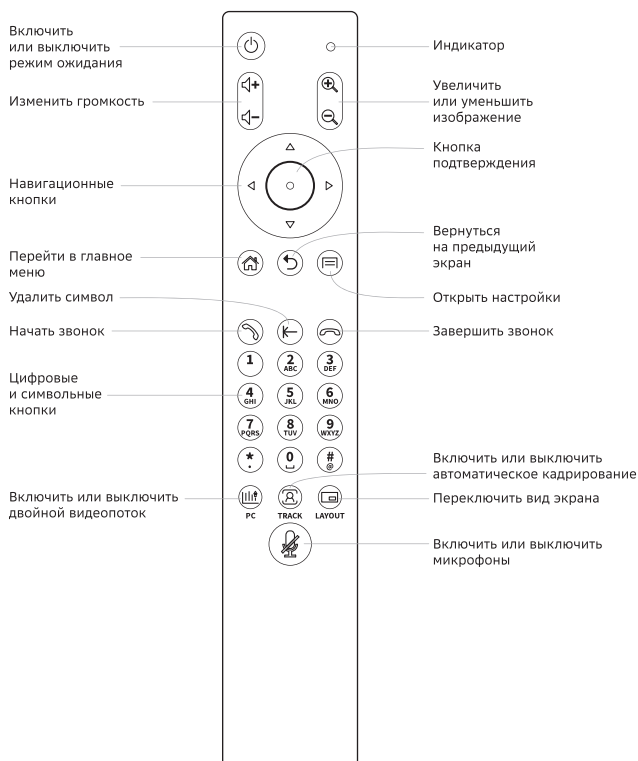 Включить
или выключить
режим ожидания
Индикатор
Изменить громкость
Увеличить
или уменьшить
изображение
Кнопка
подтверждения
Навигационные
кнопки
Вернуться
на предыдущий
экран
Перейти в главное
меню
Удалить символ
Открыть настройки
Начать звонок
Завершить звонок
1
2
ABC
3
DEF
Цифровые
и символьные
кнопки
4
GHI
5
JKL
6
MNO
7
PQRS
8
TUV
9
WXYZ
*
.
0
#
@
Включить или выключить
автоматическое кадрирование
Включить или выключить
двойной видеопоток
Переключить вид экрана
PC
TRACK
LAYOUT
Включить или выключить
микрофоны